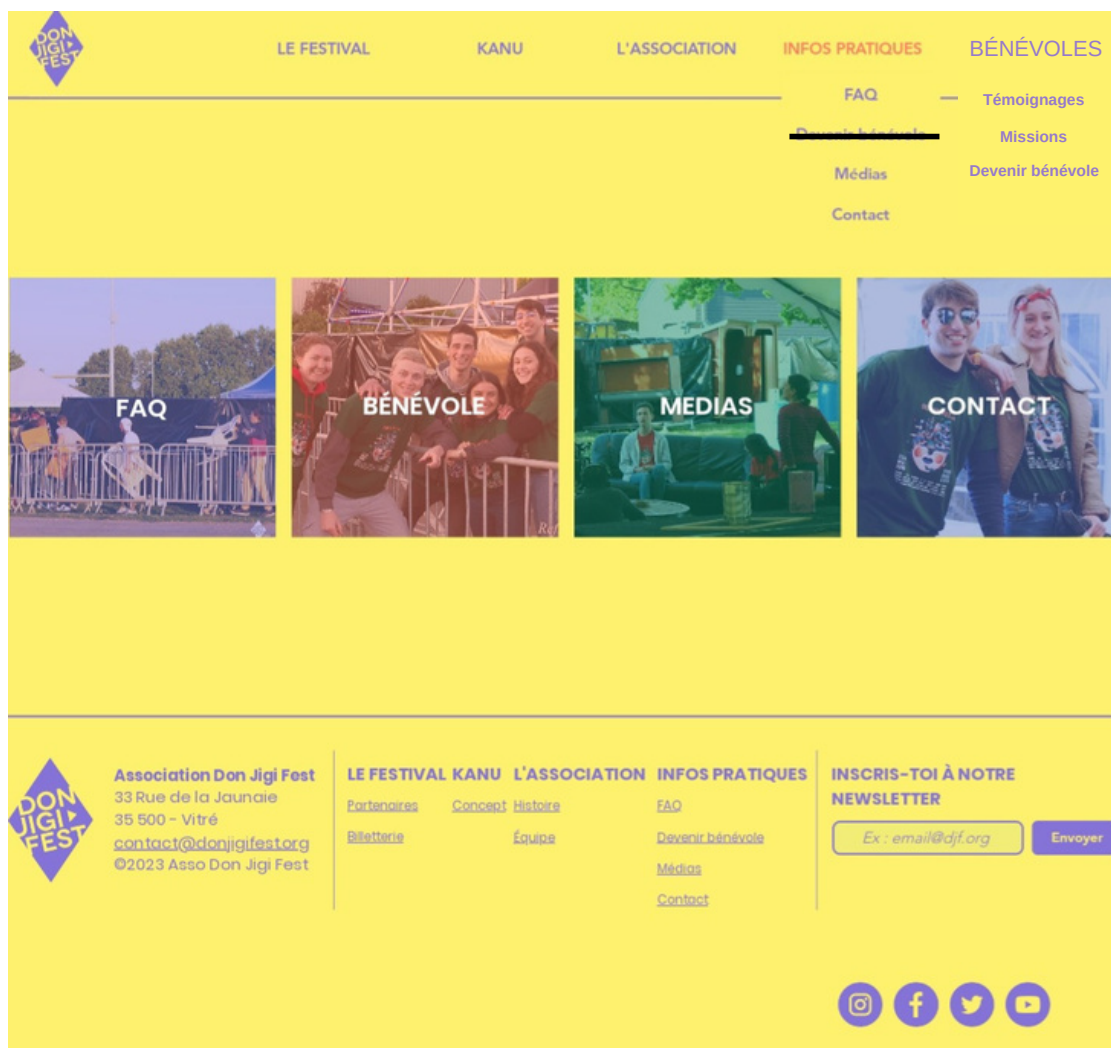 DON JIGI FEST
LE FESTIVAL KANU L'ASSOCIATION INFOS PRATIQUES BÉNÉVOLES
FAQ Témoignages
Devenir bénévole Missions
Médias Devenir bénévole
Contact
FAQ BÉNÉVOLE MEDIAS CONTACT
DON JIGI FEST
Association Don Jigi Fest
33 Rue de la Jaunaie
35 500 - Vitré
contact@donjigifest.org
©2023 Asso Don Jigi Fest
LE FESTIVAL KANU L'ASSOCIATION INFOS PRATIQUES
Partenaires Concept Histoire FAQ
Billetterie Équipe Devenir bénévole
Médias
Contact
INSCRIS-TOI À NOTRE
NEWSLETTER
Ex : email@djf.org Envoyer